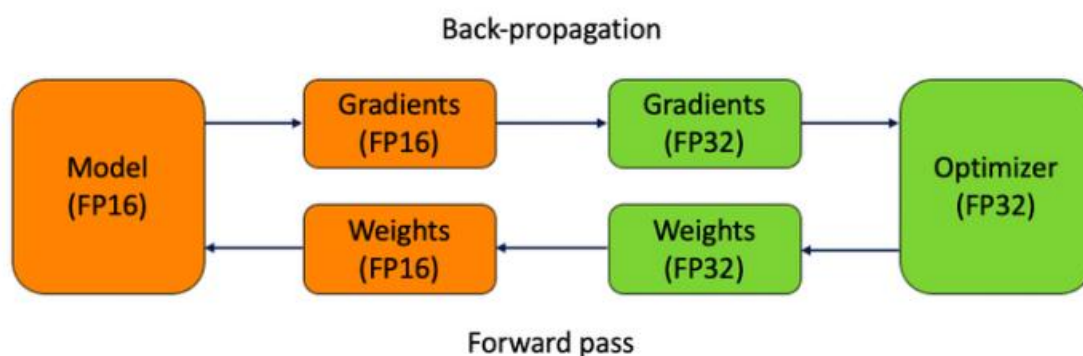 Back-propagation
Model
(FP16)
Gradients
(FP16)
Gradients
(FP32)
Optimizer
(FP32)
Weights
(FP16)
Weights
(FP32)
Forward pass